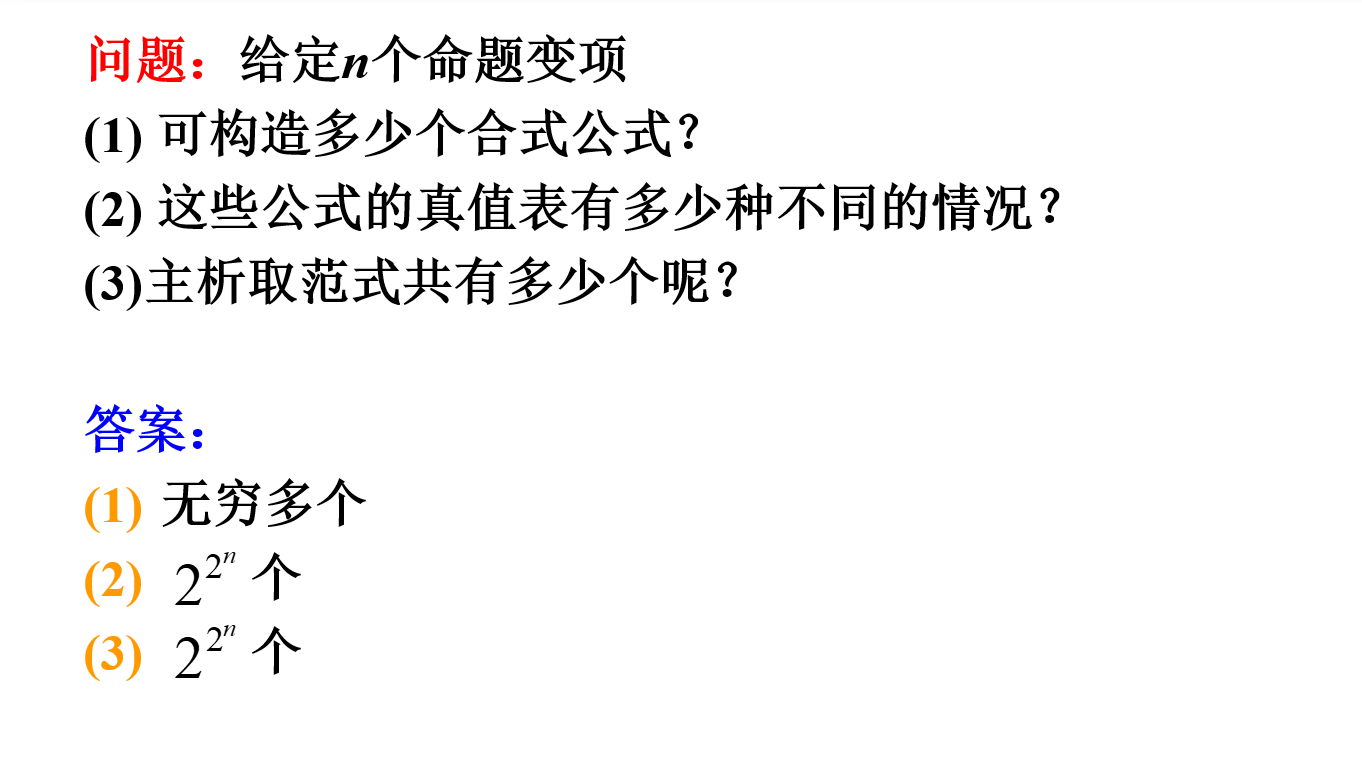 问题：给定n个命题变项
(1) 可构造多少个合式公式？
(2) 这些公式的真值表有多少种不同的情况？
(3)主析取范式共有多少个呢？
答案：
(1) 无穷多个
(2) 2^{2^n} 个
(3) 2^{2^n} 个